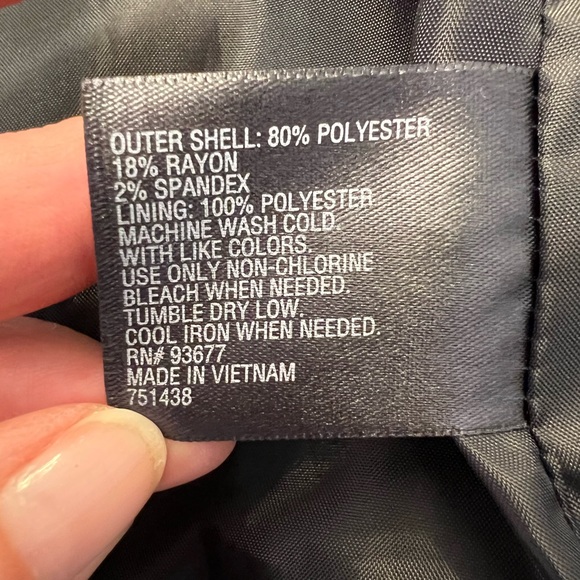 OUTER SHELL: 80% POLYESTER
18% RAYON
2% SPANDEX
LINING: 100% POLYESTER
MACHINE WASH COLD.
WITH LIKE COLORS.
USE ONLY NON-CHLORINE
BLEACH WHEN NEEDED.
TUMBLE DRY LOW.
COOL IRON WHEN NEEDED.
RN# 93677
MADE IN VIETNAM
751438